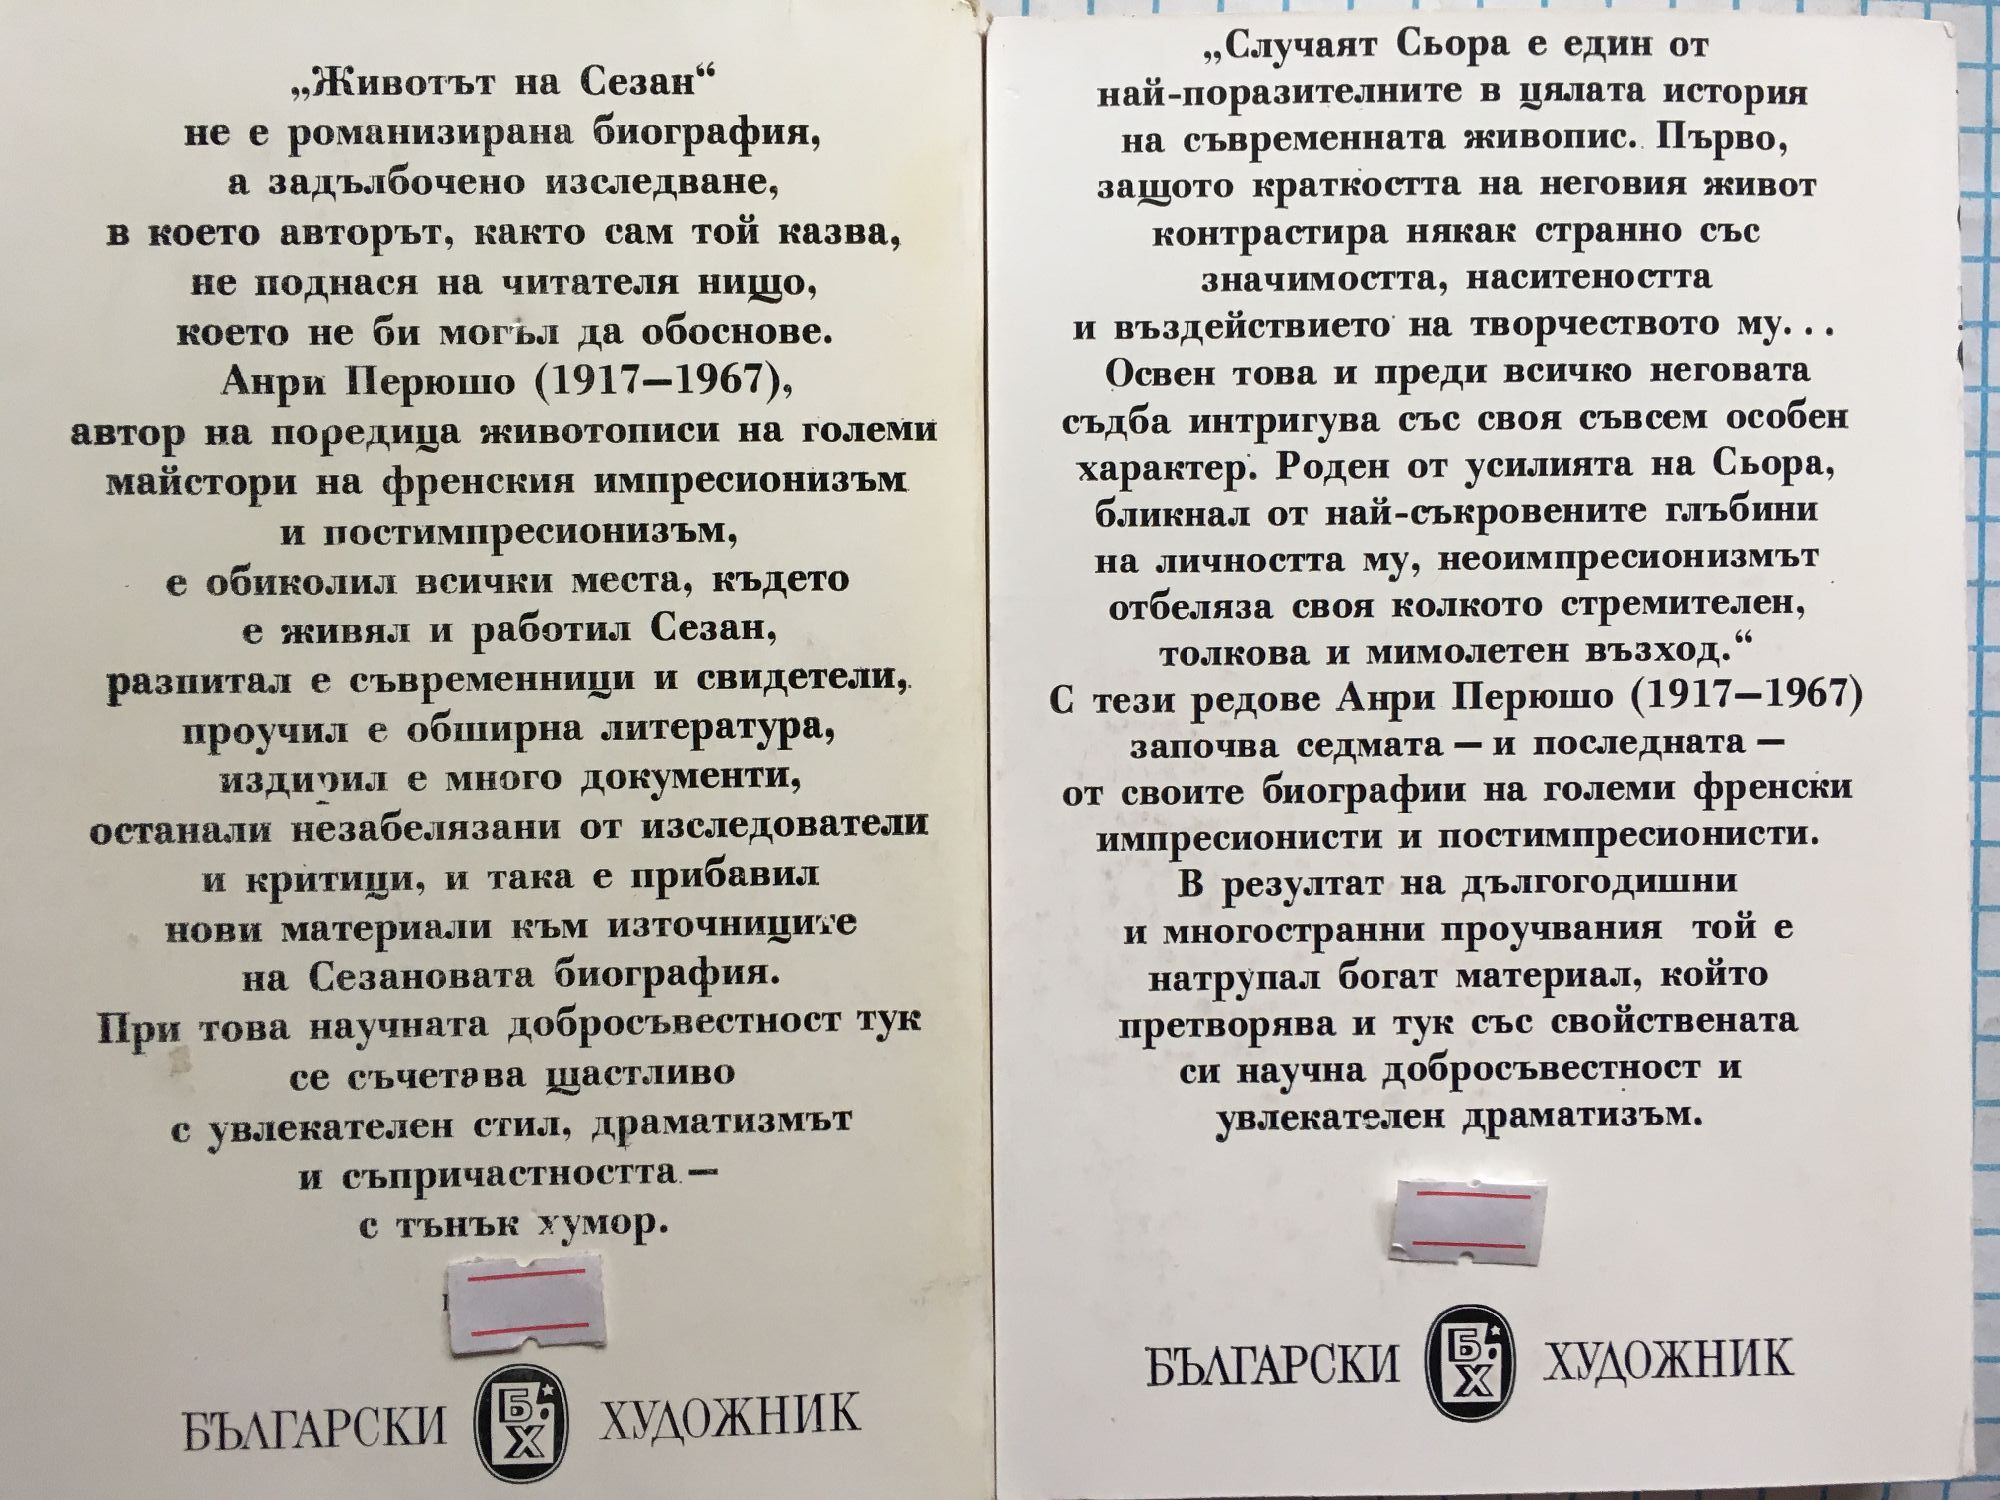 „Животът на Сезан“
не е романизирана биография,
а задълбочено изследване,
в което авторът, както сам той казва,
не поднася на читателя нищо,
което не би могъл да обоснове.
Анри Перюшо (1917—1967),
автор на поредица животописи на големи
майстори на френския импресионизъм
и постимпресионизъм,
е обиколил всички места, където
е живял и работил Сезан,
разпитал е съвременници и свидетели,
проучил е обширна литература,
издирил е много документи,
останали незабелязани от изследователи
и критици, и така е прибавил
нови материали към източниците
на Сезановата биография.
При това научната добросъвестност тук
се съчетава щастливо
с увлекателен стил, драматизмът
и съпричастността —
с тънък хумор.
БЪЛГАРСКИ Б.Х ХУДОЖНИК
„Случаят Сьора е един от
най-поразителните в цялата история
на съвременната живопис. Първо,
защото краткостта на неговия живот
контрастира някак странно със
значимостта, наситеността
и въздействието на творчеството му...
Освен това и преди всичко неговата
съдба интригува със своя съвсем особен
характер. Роден от усилията на Сьора,
бликнал от най-съкровените глъбини
на личността му, неоимпресионизмът
отбеляза своя колкото стремителен,
толкова и мимолетен възход.“
С тези редове Анри Перюшо (1917—1967)
започва седмата — и последната —
от своите биографии на големи френски
импресионисти и постимпресионисти.
В резултат на дългогодишни
и многостранни проучвания той е
натрупал богат материал, който
претворява и тук със свойствената
си научна добросъвестност и
увлекателен драматизъм.
БЪЛГАРСКИ Б.Х ХУДОЖНИК